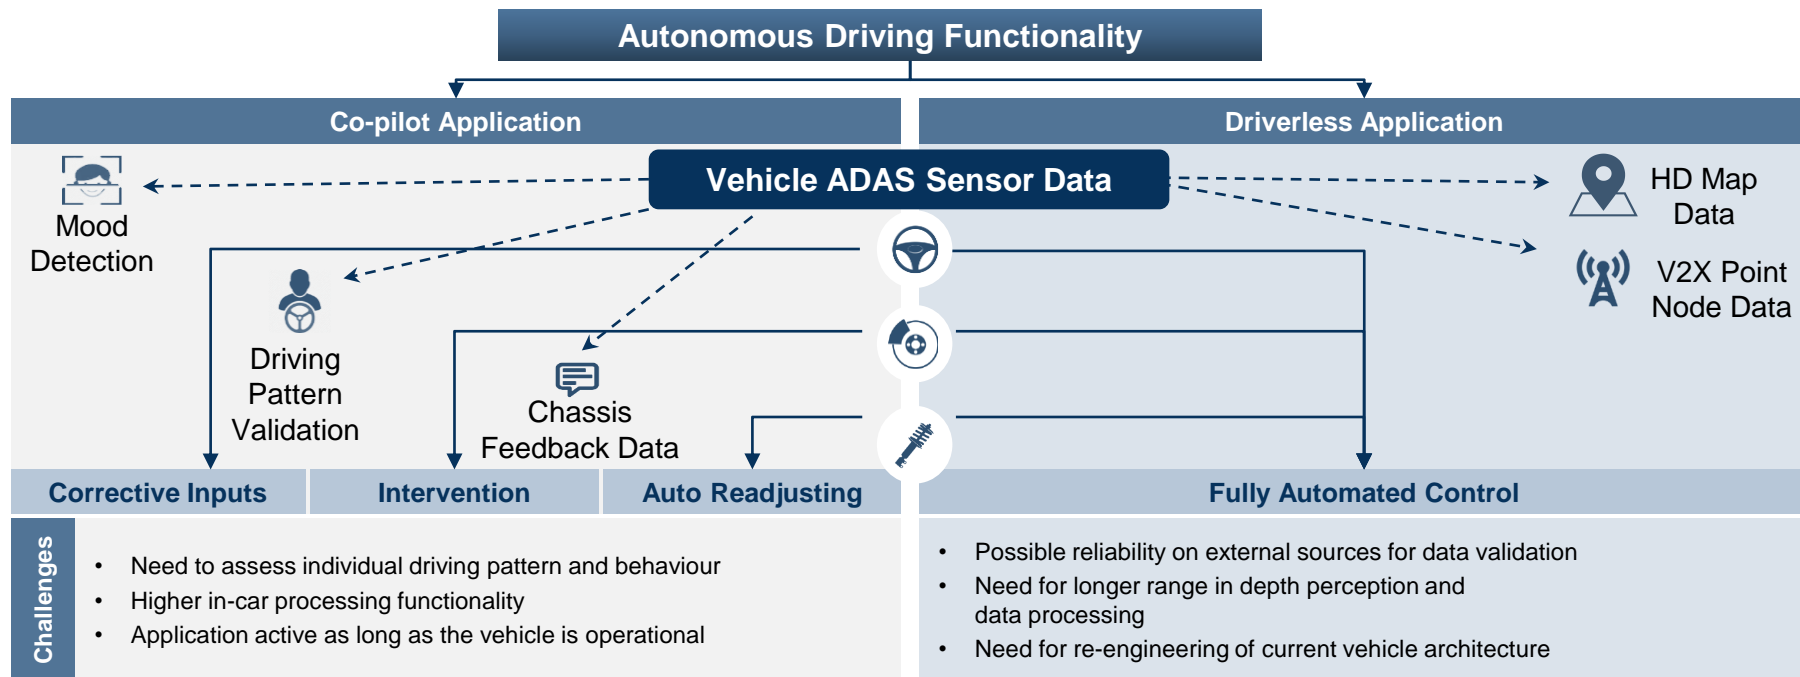 Autonomous Driving Functionality
Co-pilot Application
Driverless Application
Vehicle ADAS Sensor Data
Mood
Detection
Driving
Pattern
Validation
Chassis
Feedback Data
HD Map
Data
V2X Point
Node Data
Corrective Inputs
Intervention
Auto Readjusting
Fully Automated Control
Challenges
• Need to assess individual driving pattern and behaviour
• Higher in-car processing functionality
• Application active as long as the vehicle is operational
• Possible reliability on external sources for data validation
• Need for longer range in depth perception and
data processing
• Need for re-engineering of current vehicle architecture